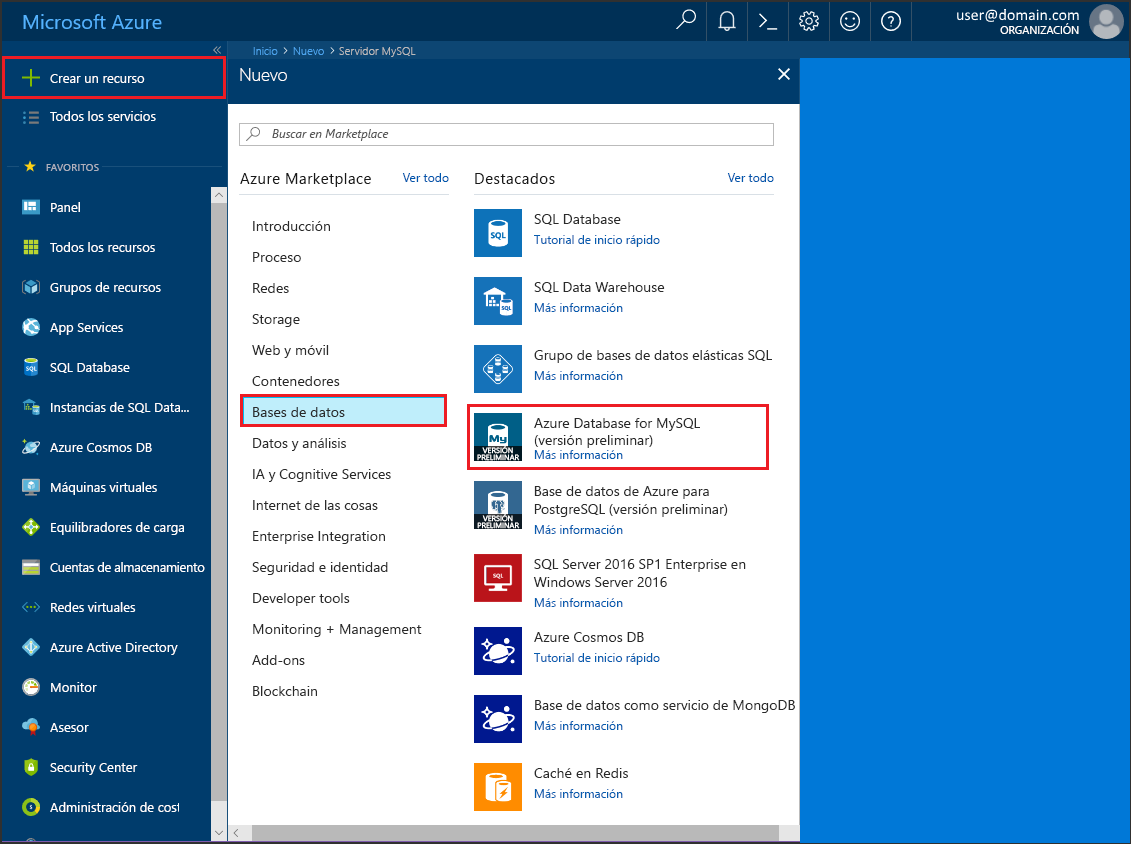 Microsoft Azure
user@domain.com
ORGANIZACIÓN
Inicio > Nuevo > Servidor MySQL
Crear un recurso
Todos los servicios
FAVORITOS
Panel
Todos los recursos
Grupos de recursos
App Services
SQL Database
Instancias de SQL Data...
Azure Cosmos DB
Máquinas virtuales
Equilibradores de carga
Cuentas de almacenamiento
Redes virtuales
Azure Active Directory
Monitor
Asesor
Security Center
Administración de cost
Nuevo
Buscar en Marketplace
Azure Marketplace Ver todo
Introducción
Proceso
Redes
Storage
Web y móvil
Contenedores
Bases de datos
Datos y análisis
IA y Cognitive Services
Internet de las cosas
Enterprise Integration
Seguridad e identidad
Developer tools
Monitoring + Management
Add-ons
Blockchain
Destacados Ver todo
SQL
SQL Database
Tutorial de inicio rápido
SQL
SQL Data Warehouse
Más información
Grupo de bases de datos elásticas SQL
Más información
My
VERSIÓN
PRELIMINAR
Azure Database for MySQL
(versión preliminar)
Más información
VERSIÓN
PRELIMINAR
Base de datos de Azure para
PostgreSQL (versión preliminar)
Más información
SQL
SQL Server 2016 SP1 Enterprise en
Windows Server 2016
Más información
Azure Cosmos DB
Tutorial de inicio rápido
Base de datos como servicio de MongoDB
Más información
Caché en Redis
Más información